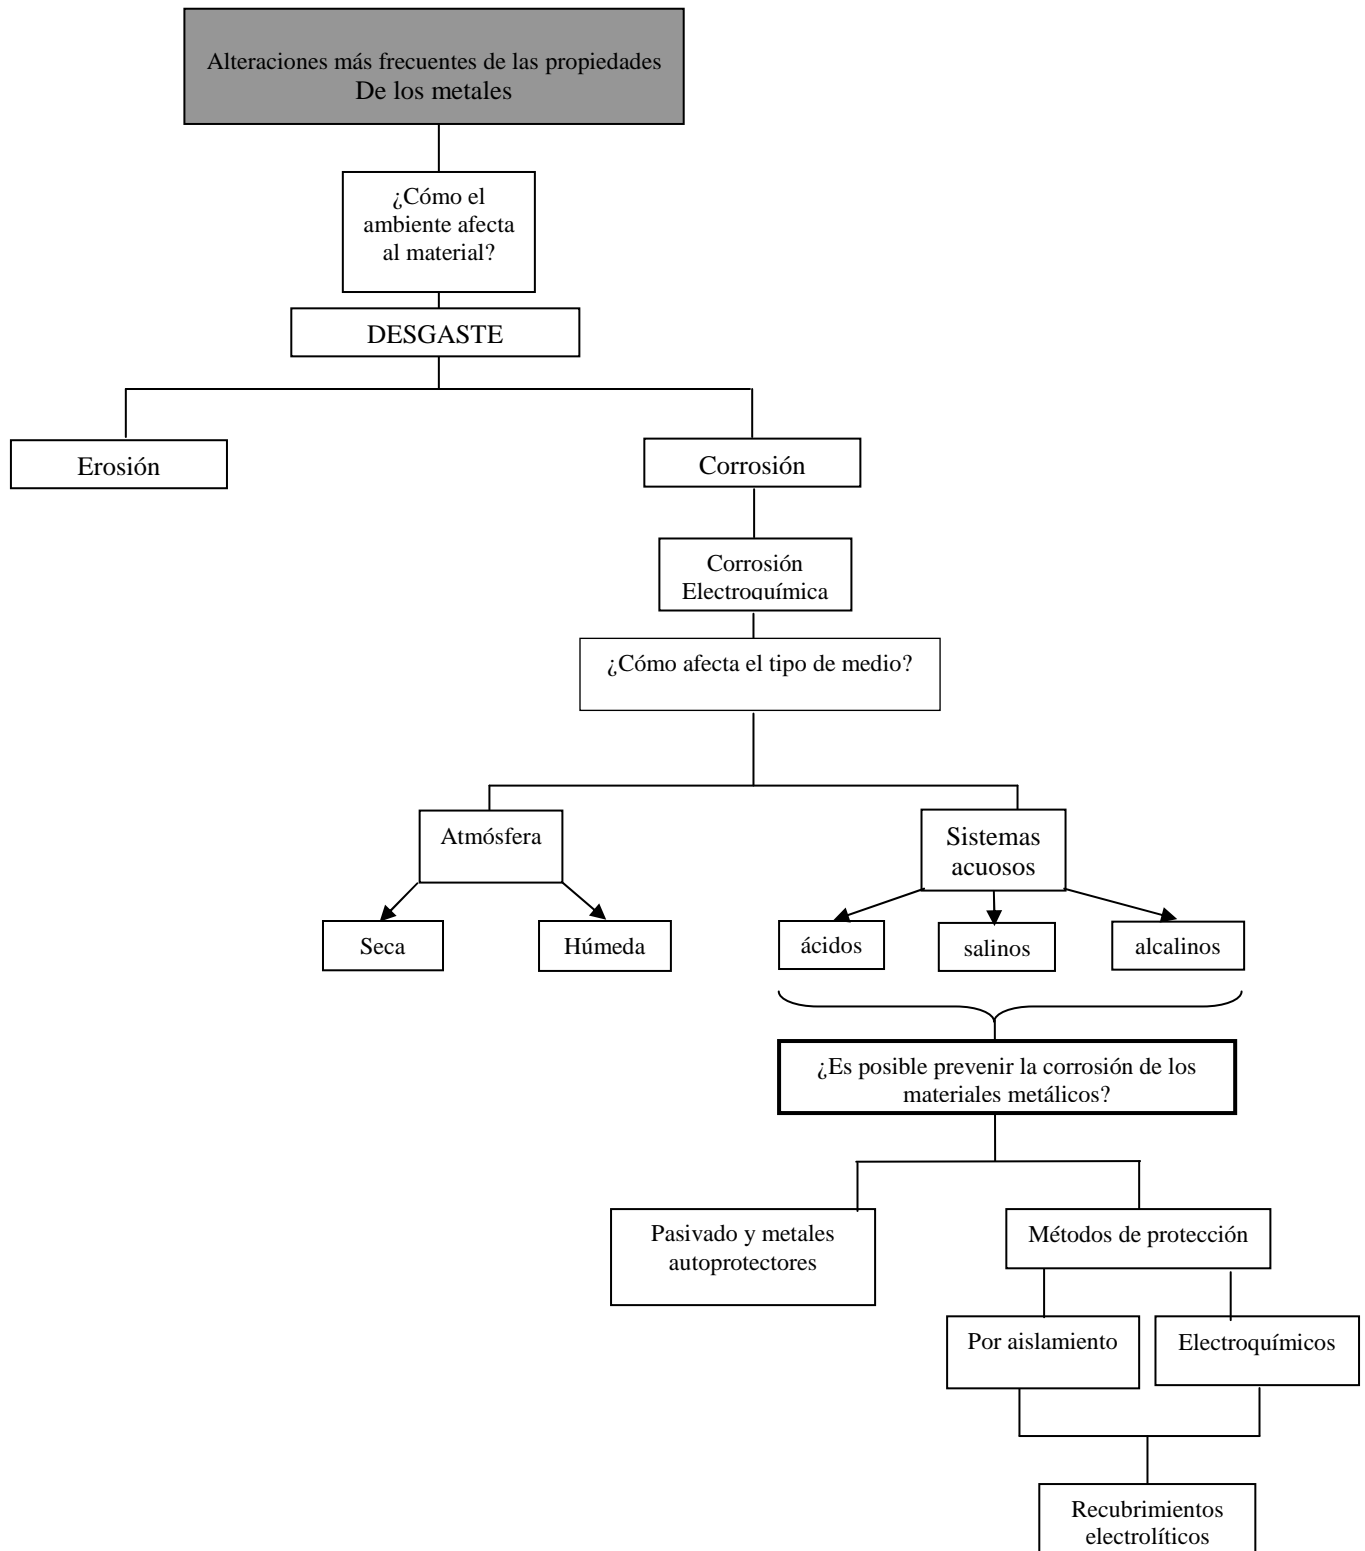 Alteraciones más frecuentes de las propiedades
De los metales
¿Cómo el
ambiente afecta
al material?
DESGASTE
Erosión
Corrosión
Corrosión
Electroquímica
¿Cómo afecta el tipo de medio?
Atmósfera
Sistemas
acuosos
Seca
Húmeda
ácidos
salinos
alcalinos
¿Es posible prevenir la corrosión de los
materiales metálicos?
Pasivado y metales
autoprotectores
Métodos de protección
Por aislamiento
Electroquímicos
Recubrimientos
electrolíticos